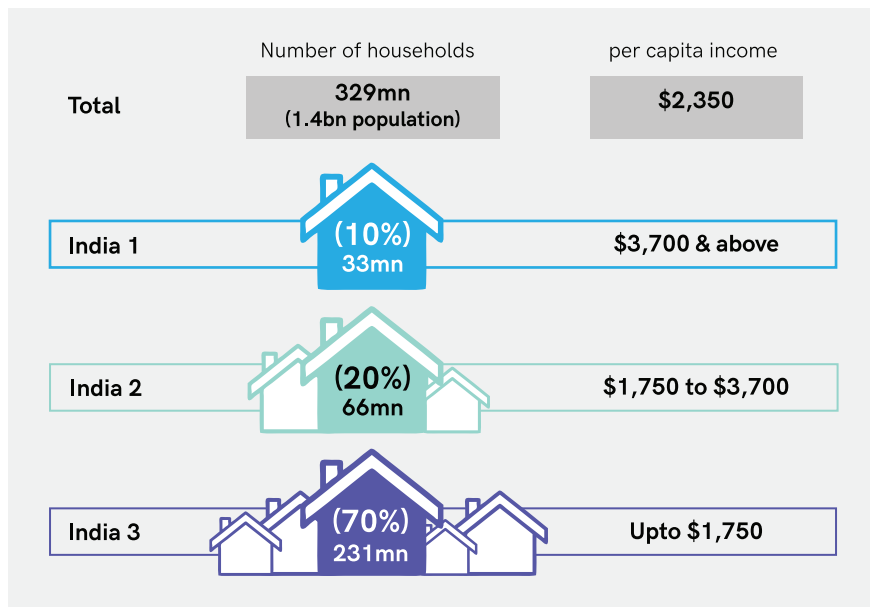 Number of households
per capita income
Total
329mn
(1.4bn population)
$2,350
India 1
(10%)
33mn
$3,700 & above
India 2
(20%)
66mn
$1,750 to $3,700
India 3
(70%)
231mn
Upto $1,750